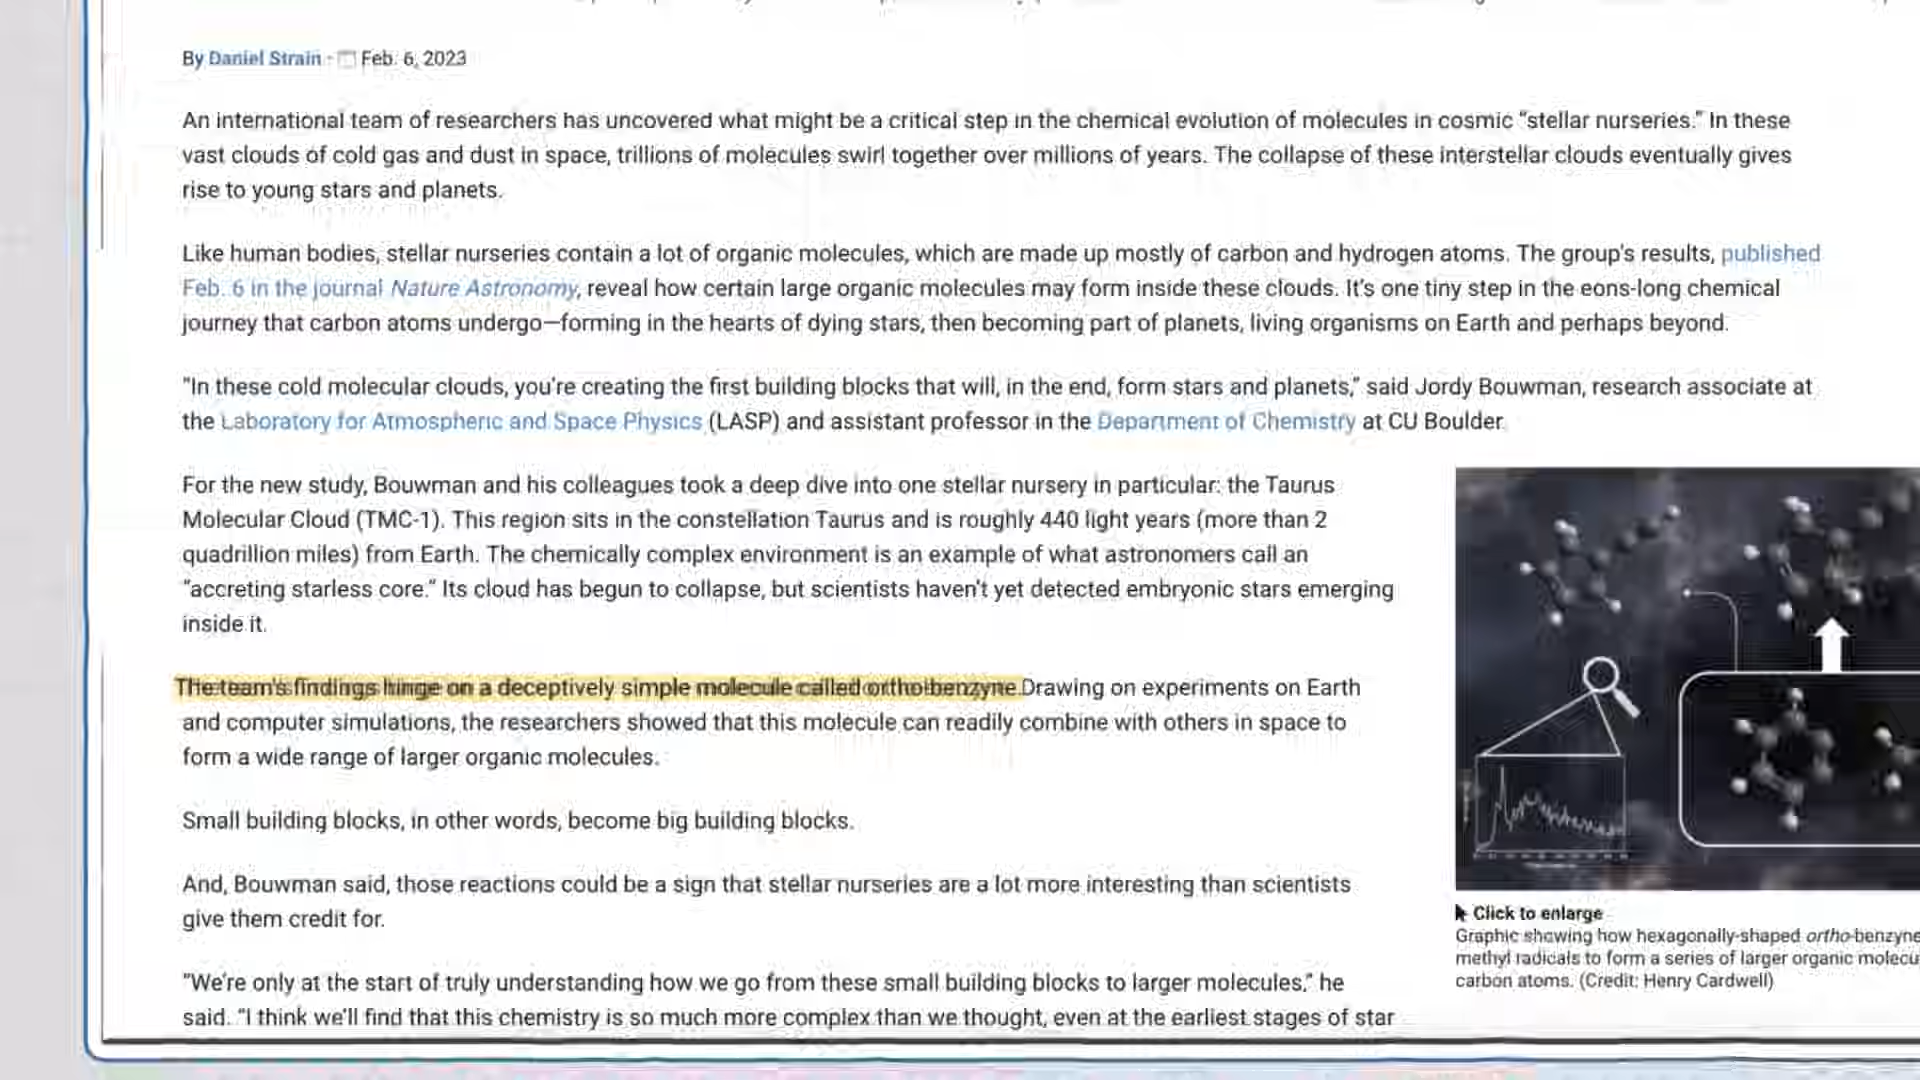 By Daniel Strain · Feb. 6, 2023
An international team of researchers has uncovered what might be a critical step in the chemical evolution of molecules in cosmic “stellar nurseries.” In these
vast clouds of cold gas and dust in space, trillions of molecules swirl together over millions of years. The collapse of these interstellar clouds eventually gives
rise to young stars and planets.
Like human bodies, stellar nurseries contain a lot of organic molecules, which are made up mostly of carbon and hydrogen atoms. The group’s results, published
Feb. 6 in the journal Nature Astronomy, reveal how certain large organic molecules may form inside these clouds. It’s one tiny step in the eons-long chemical
journey that carbon atoms undergo—forming in the hearts of dying stars, then becoming part of planets, living organisms on Earth and perhaps beyond.
“In these cold molecular clouds, you’re creating the first building blocks that will, in the end, form stars and planets,” said Jordy Bouwman, research associate at
the Laboratory for Atmospheric and Space Physics (LASP) and assistant professor in the Department of Chemistry at CU Boulder.
For the new study, Bouwman and his colleagues took a deep dive into one stellar nursery in particular: the Taurus
Molecular Cloud (TMC-1). This region sits in the constellation Taurus and is roughly 440 light years (more than 2
quadrillion miles) from Earth. The chemically complex environment is an example of what astronomers call an
“accreting starless core.” Its cloud has begun to collapse, but scientists haven’t yet detected embryonic stars emerging
inside it.
The team’s findings hinge on a deceptively simple molecule called ortho-benzyne. Drawing on experiments on Earth
and computer simulations, the researchers showed that this molecule can readily combine with others in space to
form a wide range of larger organic molecules.
Small building blocks, in other words, become big building blocks.
And, Bouwman said, those reactions could be a sign that stellar nurseries are a lot more interesting than scientists
give them credit for.
“We’re only at the start of truly understanding how we go from these small building blocks to larger molecules,” he
said. “I think we’ll find that this chemistry is so much more complex than we thought, even at the earliest stages of star
Click to enlarge
Graphic showing how hexagonally-shaped ortho-benzyne
methyl radicals to form a series of larger organic molecu
carbon atoms. (Credit: Henry Cardwell)